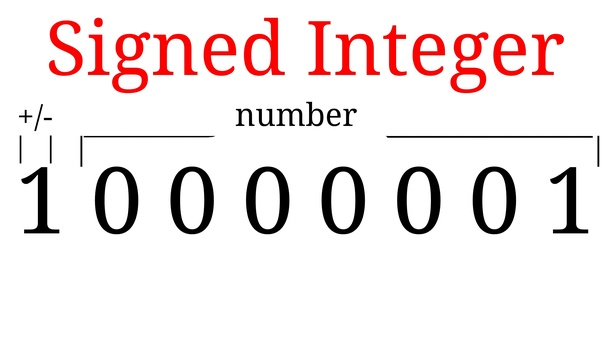 Signed Integer
+/- number
1 0 0 0 0 0 0 1